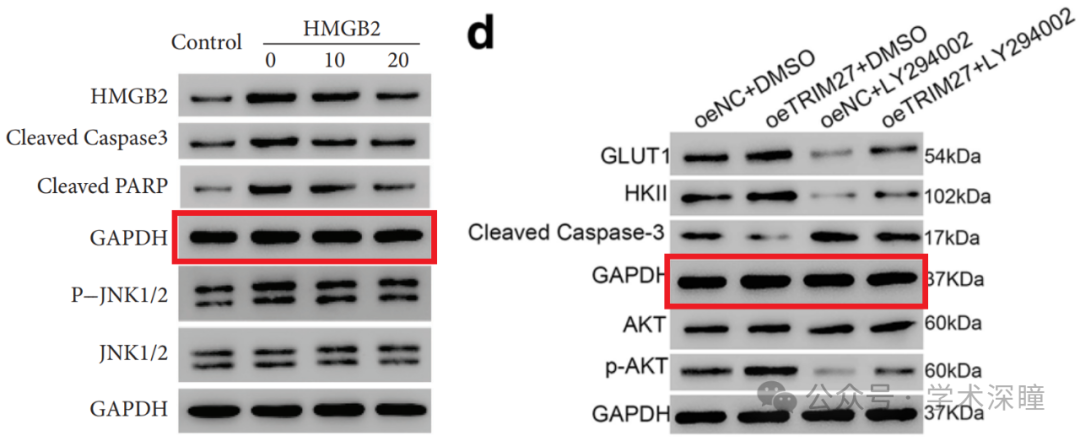 HMGB2
Control
0 10 20
HMGB2
Cleaved Caspase3
Cleaved PARP
GAPDH
P–JNK1/2
JNK1/2
GAPDH
d
oeNC+DMSO
oeTRIM27+DMSO
oeNC+LY294002
oeTRIM27+LY294002
GLUT1 54kDa
HKII 102kDa
Cleaved Caspase-3 17kDa
GAPDH 37KDa
AKT 60kDa
p-AKT 60kDa
GAPDH 37KDa
公众号 · 学术深瞳